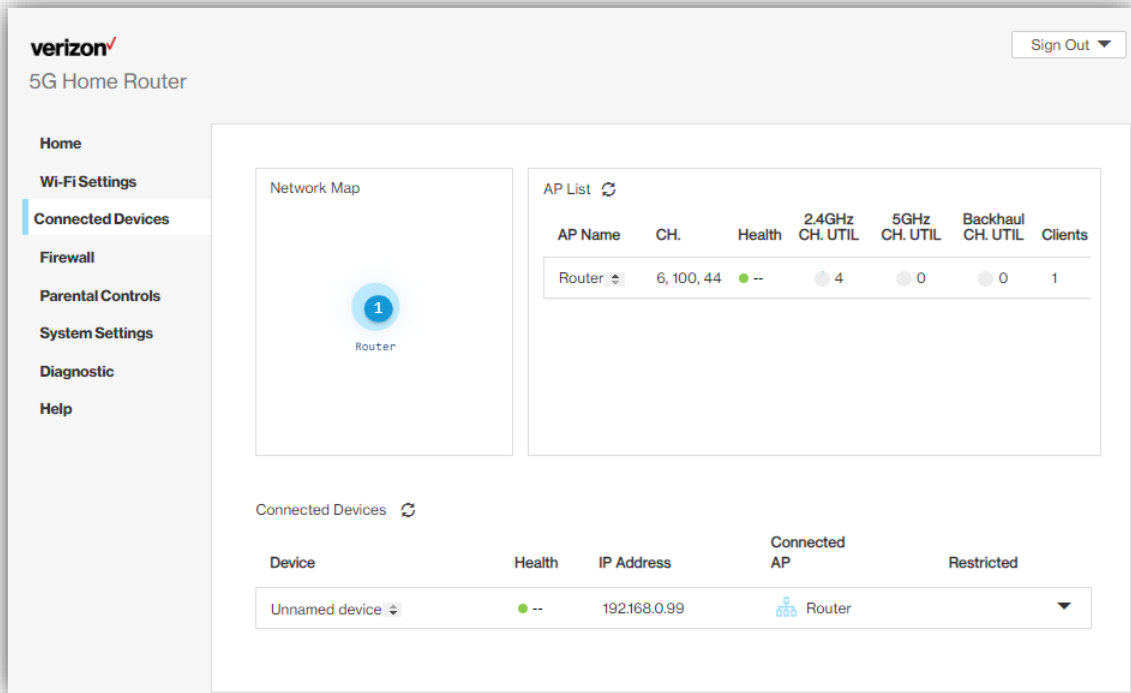 verizon✓
Sign Out
5G Home Router
Home
Wi-Fi Settings
Connected Devices
Firewall
Parental Controls
System Settings
Diagnostic
Help
Network Map
1
Router
AP List
AP Name CH. Health 2.4GHz CH. UTIL 5GHz CH. UTIL Backhaul CH. UTIL Clients
Router 6, 100, 44 -- 4 0 0 1
Connected Devices
Device Health IP Address Connected AP Restricted
Unnamed device -- 192.168.0.99 Router